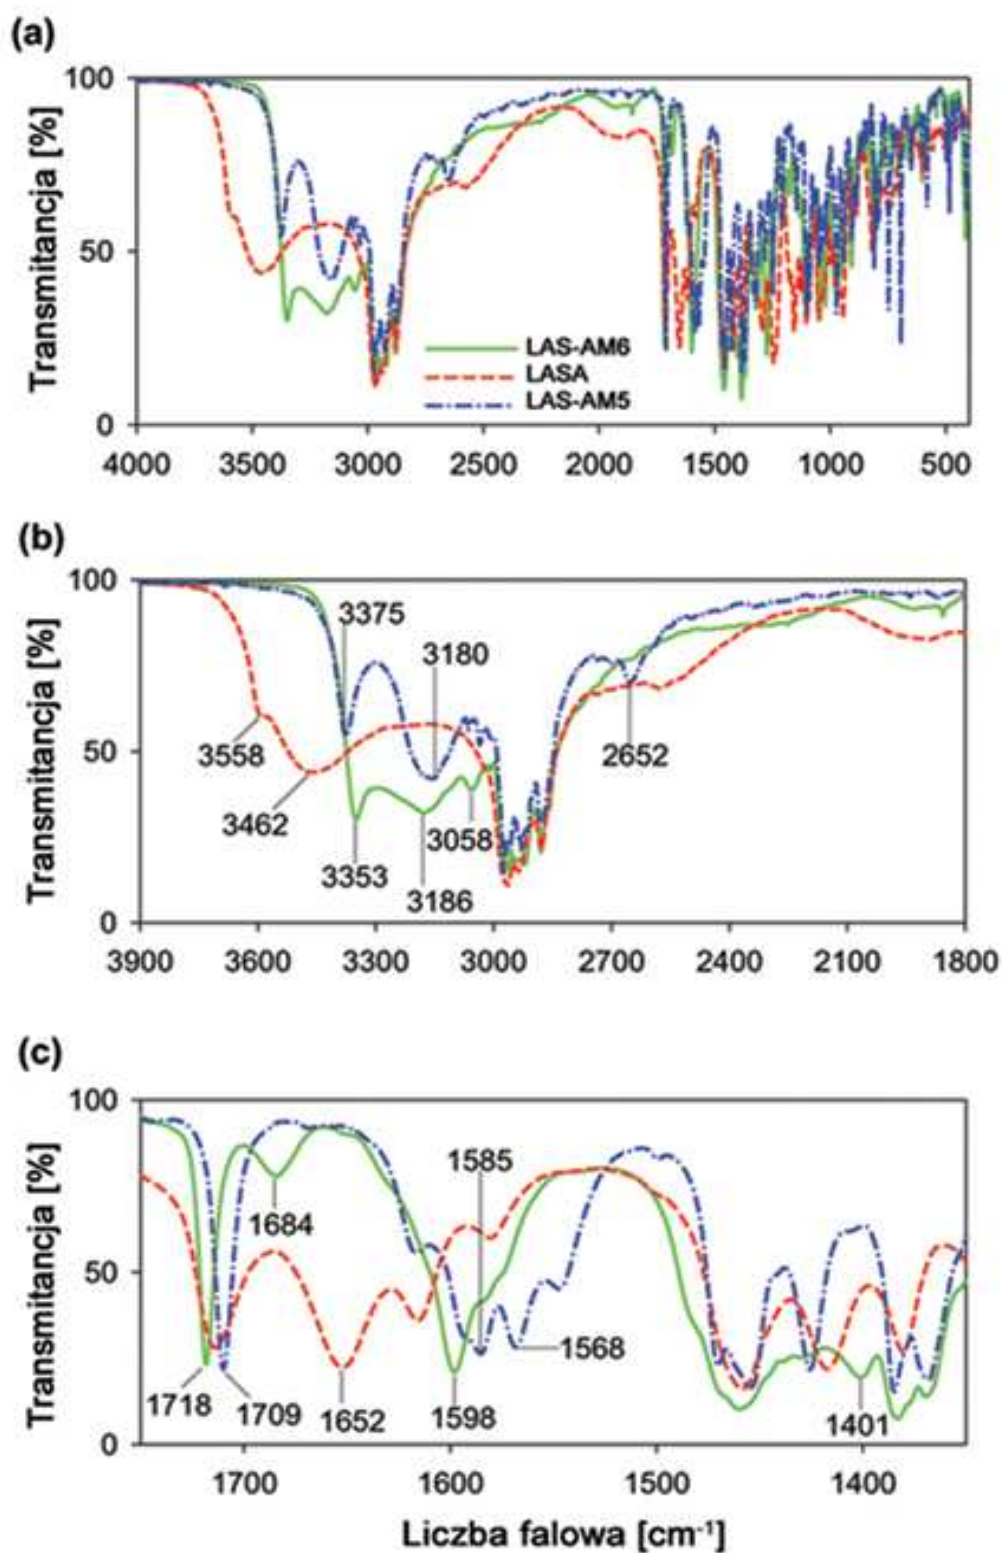 (a)
Transmitancja [%]
100
50
0
LAS-AM6
LASA
LAS-AM5
4000 3500 3000 2500 2000 1500 1000 500
(b)
Transmitancja [%]
100
50
0
3375
3180
3558
2652
3462
3058
3353
3186
3900 3600 3300 3000 2700 2400 2100 1800
(c)
Transmitancja [%]
100
50
0
1585
1684
1568
1718
1709
1652
1598
1401
1700 1600 1500 1400
Liczba falowa [cm⁻¹]